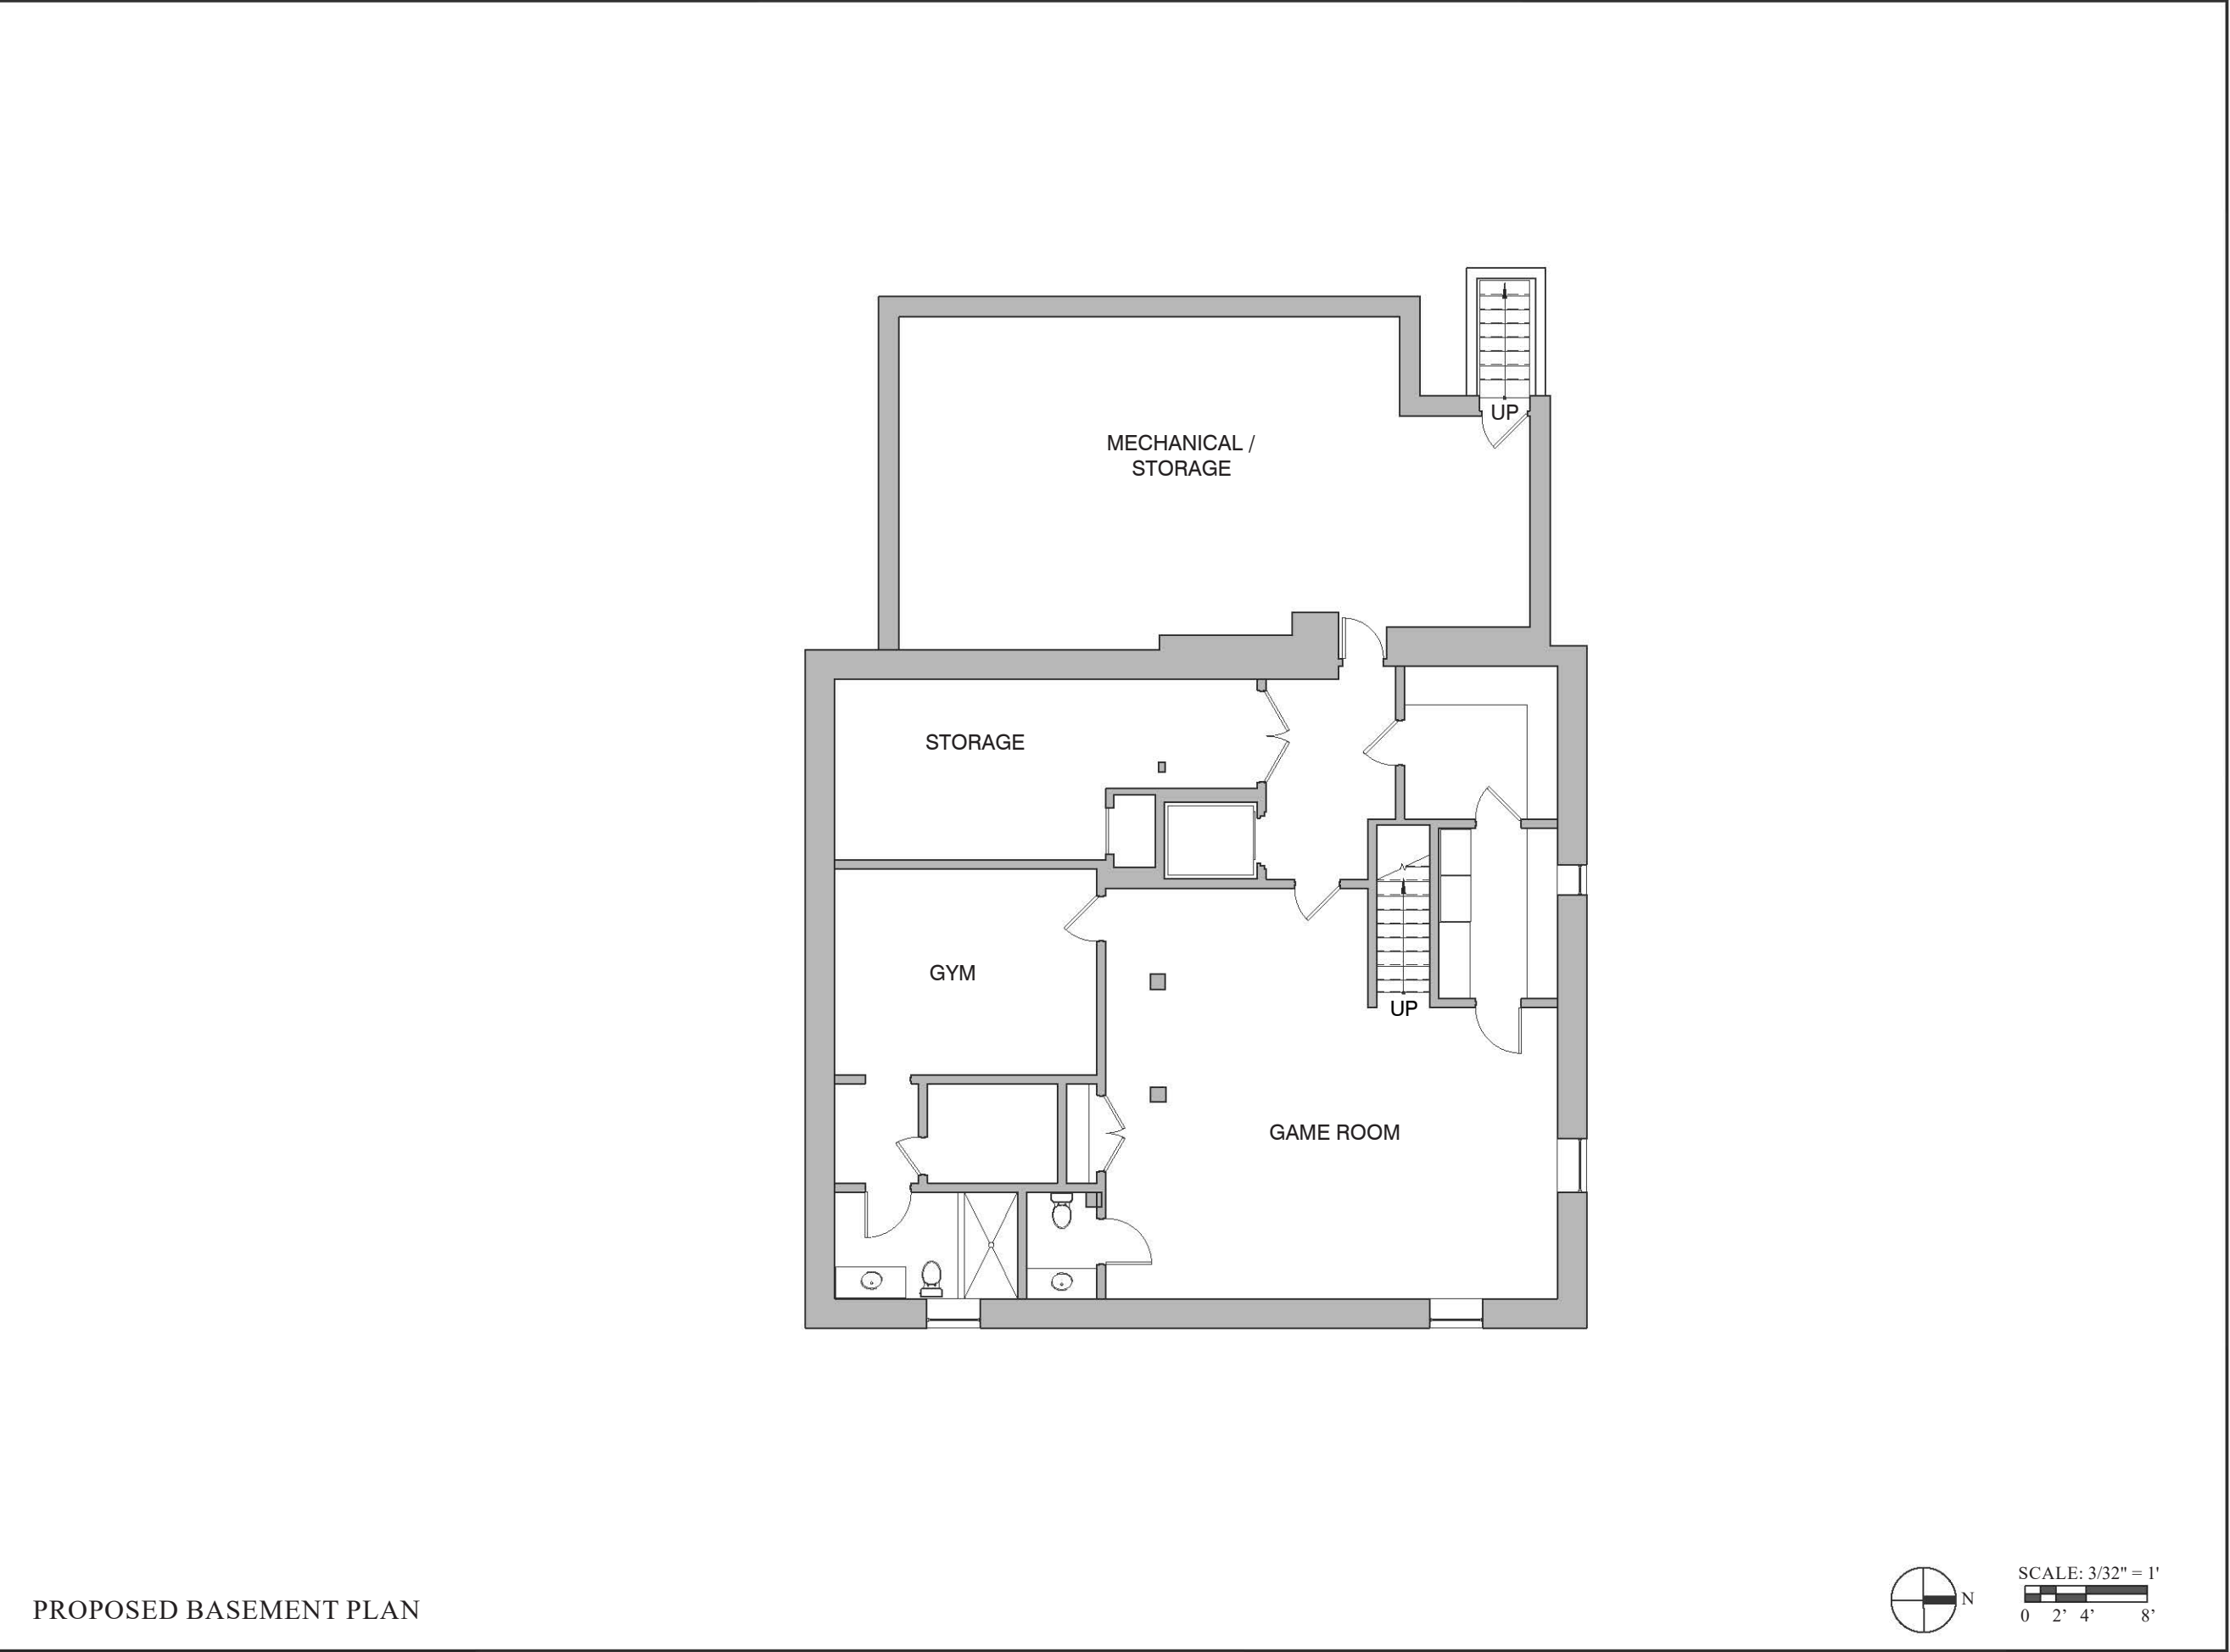 UP
MECHANICAL /
STORAGE
STORAGE
GYM
UP
GAME ROOM
PROPOSED BASEMENT PLAN
N
SCALE: 3/32" = 1'
0 2’ 4’ 8’